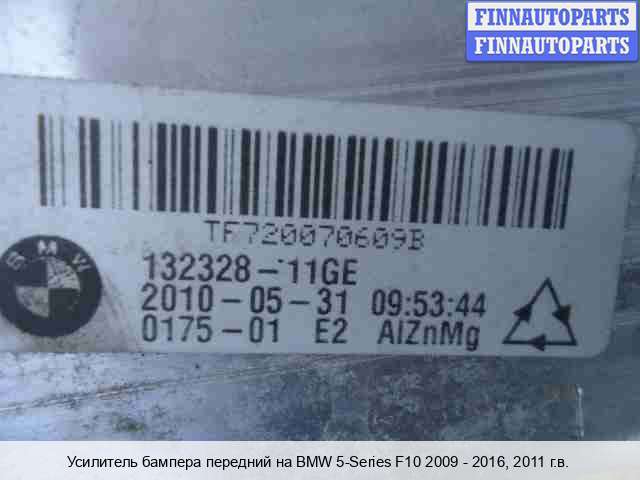 FINNAUTOPARTS
FINNAUTOPARTS
TF720070609B
BMW
132328-11GE
2010-05-31 09:53:44
0175-01 E2 AlZnMg
Усилитель бампера передний на BMW 5-Series F10 2009 - 2016, 2011 г.в.